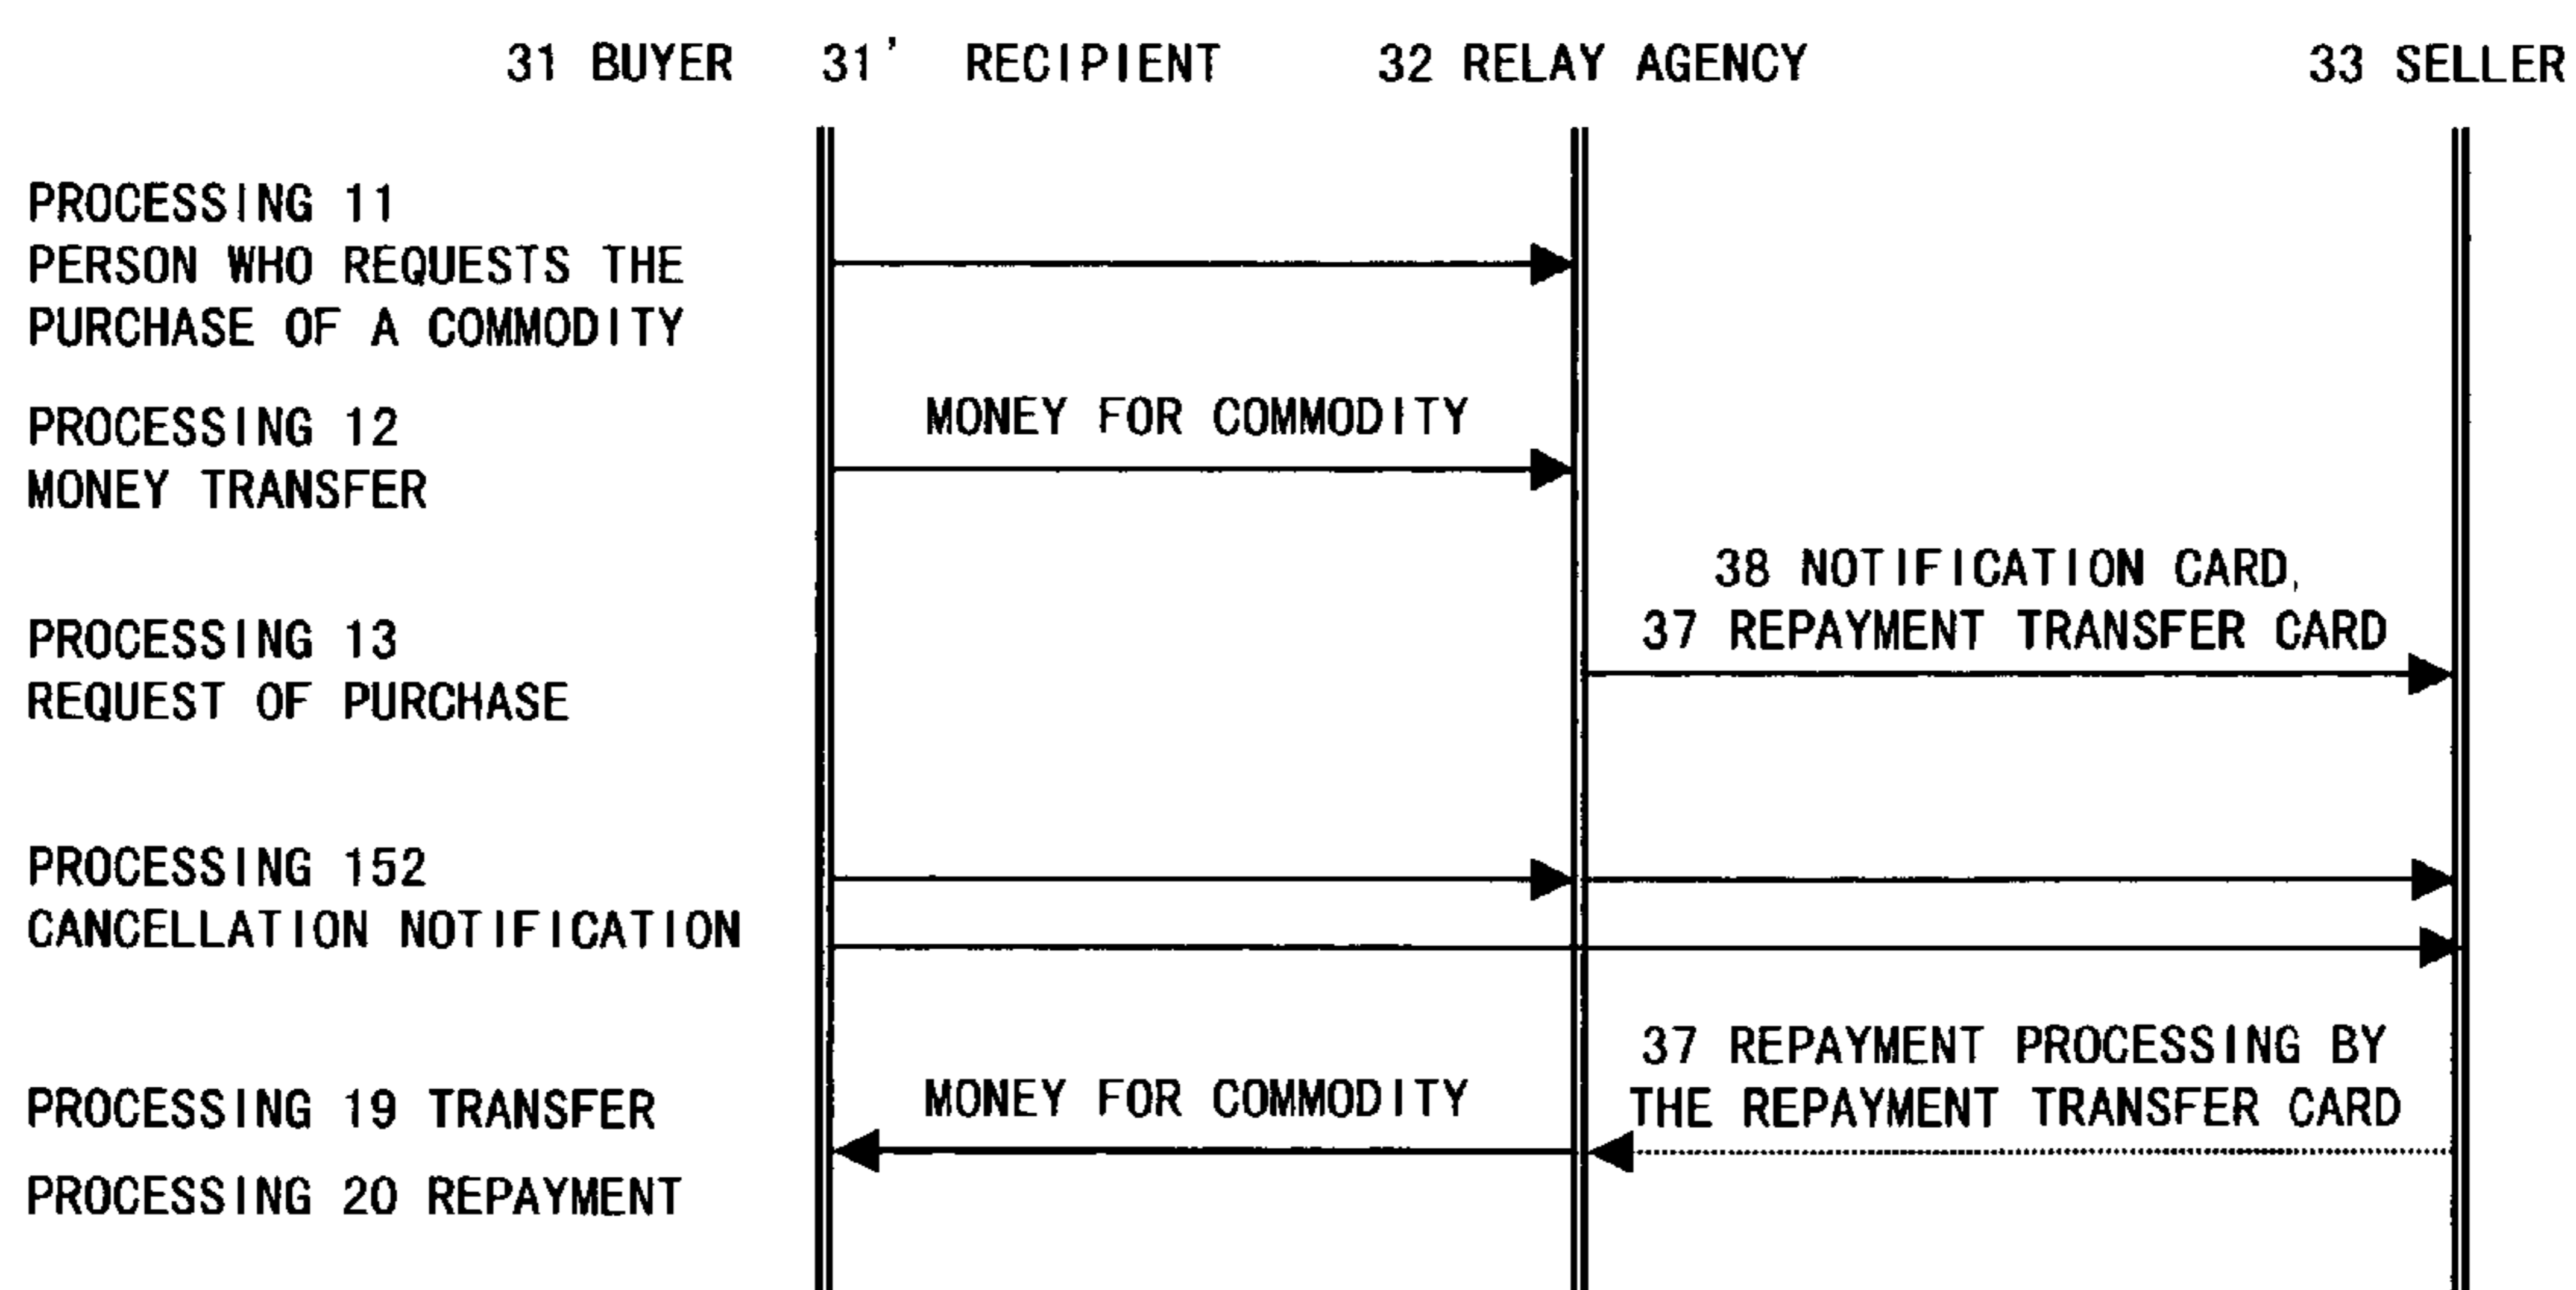 31 BUYER 31' RECIPIENT 32 RELAY AGENCY 33 SELLER
PROCESSING 11
PERSON WHO REQUESTS THE
PURCHASE OF A COMMODITY
PROCESSING 12
MONEY TRANSFER
MONEY FOR COMMODITY
38 NOTIFICATION CARD,
37 REPAYMENT TRANSFER CARD
PROCESSING 13
REQUEST OF PURCHASE
PROCESSING 152
CANCELLATION NOTIFICATION
37 REPAYMENT PROCESSING BY
THE REPAYMENT TRANSFER CARD
MONEY FOR COMMODITY
PROCESSING 19 TRANSFER
PROCESSING 20 REPAYMENT